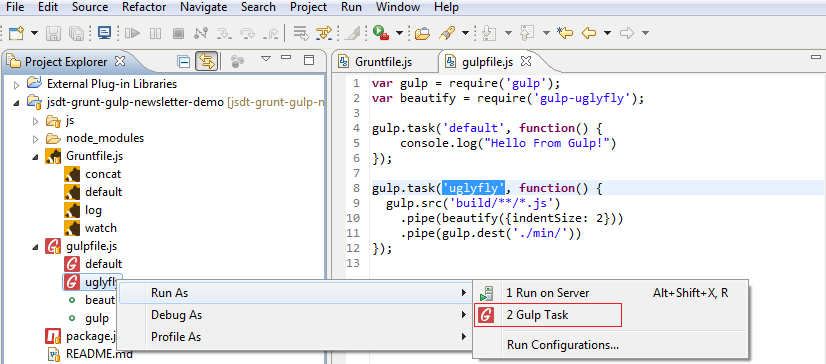 File Edit Source Refactor Navigate Search Project Run Window Help
Project Explorer
External Plug-in Libraries
jsdt-grunt-gulp-newsletter-demo [jsdt-grunt-gulp-n
js
node_modules
Gruntfile.js
concat
default
log
watch
gulpfile.js
default
uglyfly
beaut
gulp
package.j
README.md
Gruntfile.js gulpfile.js
1 var gulp = require('gulp');
2 var beautify = require('gulp-uglyfly');
3
4 gulp.task('default', function() {
5 console.log("Hello From Gulp!")
6 });
7
8 gulp.task('uglyfly', function() {
9 gulp.src('build/**/*.js')
10 .pipe(beautify({indentSize: 2}))
11 .pipe(gulp.dest('./min/'))
12 });
13
Run As
Debug As
Profile As
1 Run on Server Alt+Shift+X, R
2 Gulp Task
Run Configurations...